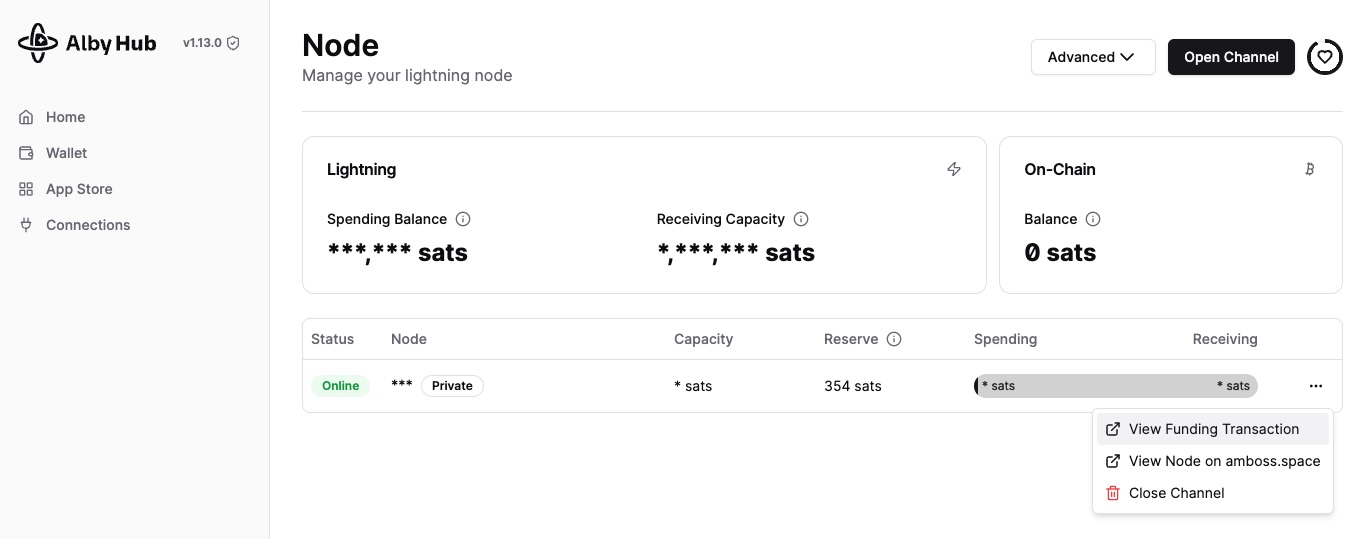 Alby Hub v1.13.0
Home
Wallet
App Store
Connections
Node
Manage your lightning node
Advanced
Open Channel
Lightning
Spending Balance
***,*** sats
Receiving Capacity
*,***,*** sats
On-Chain
Balance
0 sats
Status Node Capacity Reserve Spending Receiving
Online *** Private * sats 354 sats * sats * sats
View Funding Transaction
View Node on amboss.space
Close Channel